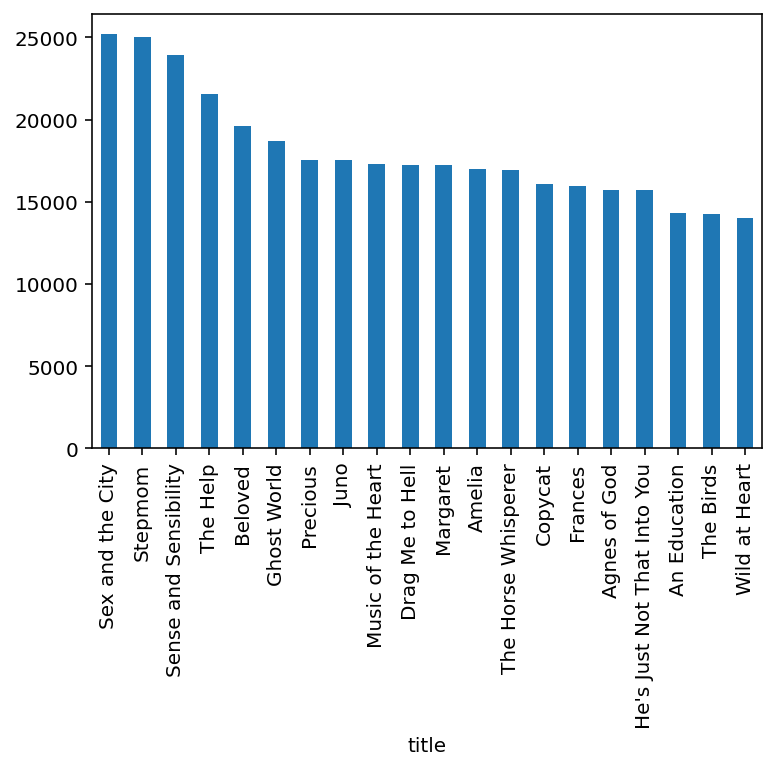 25000
20000
15000
10000
5000
0
Sex and the City
Stepmom
Sense and Sensibility
The Help
Beloved
Ghost World
Precious
Juno
Music of the Heart
Drag Me to Hell
Margaret
Amelia
The Horse Whisperer
Copycat
Frances
Agnes of God
He's Just Not That Into You
An Education
The Birds
Wild at Heart
title